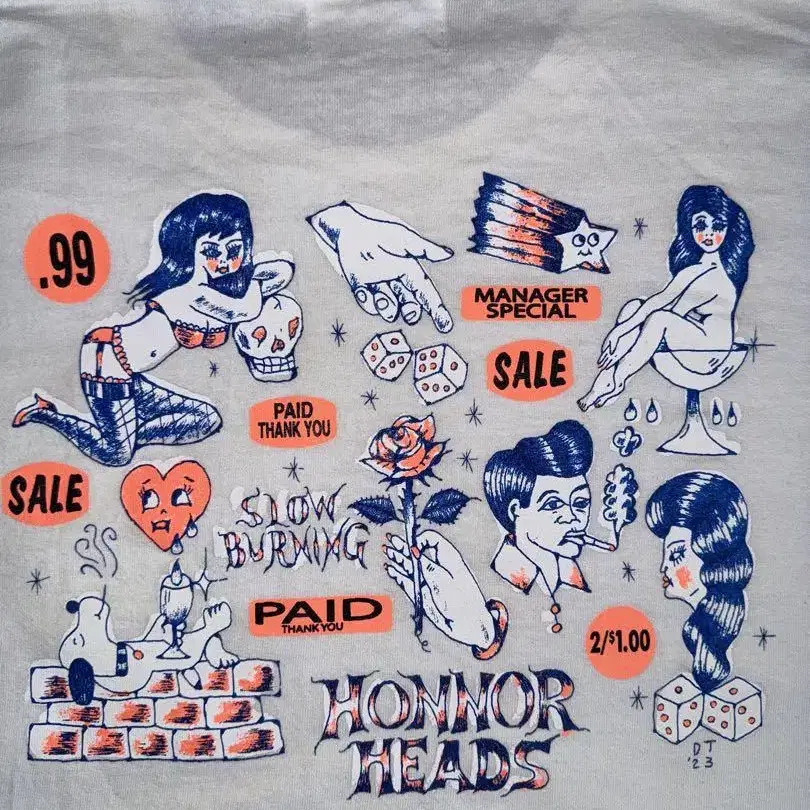 .99
MANAGER
SPECIAL
SALE
PAID
THANK YOU
SALE
SLOW
BURNING
PAID
THANK YOU
2/$1.00
HONNOR
HEADS
DT
'23